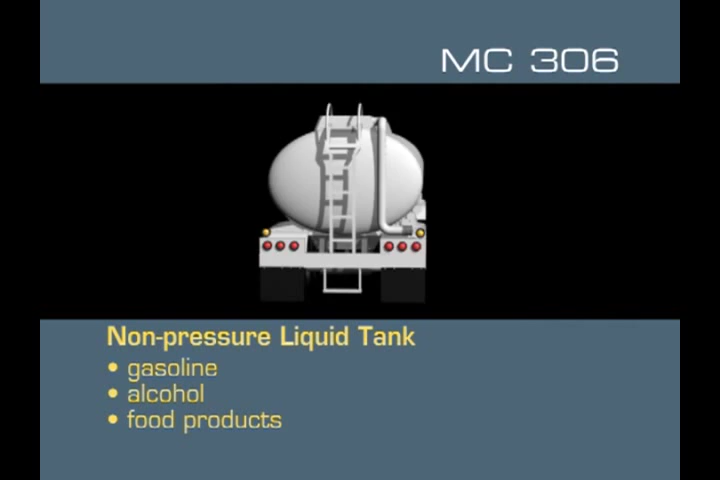 MC 306
Non-pressure Liquid Tank
• gasoline
• alcohol
• food products